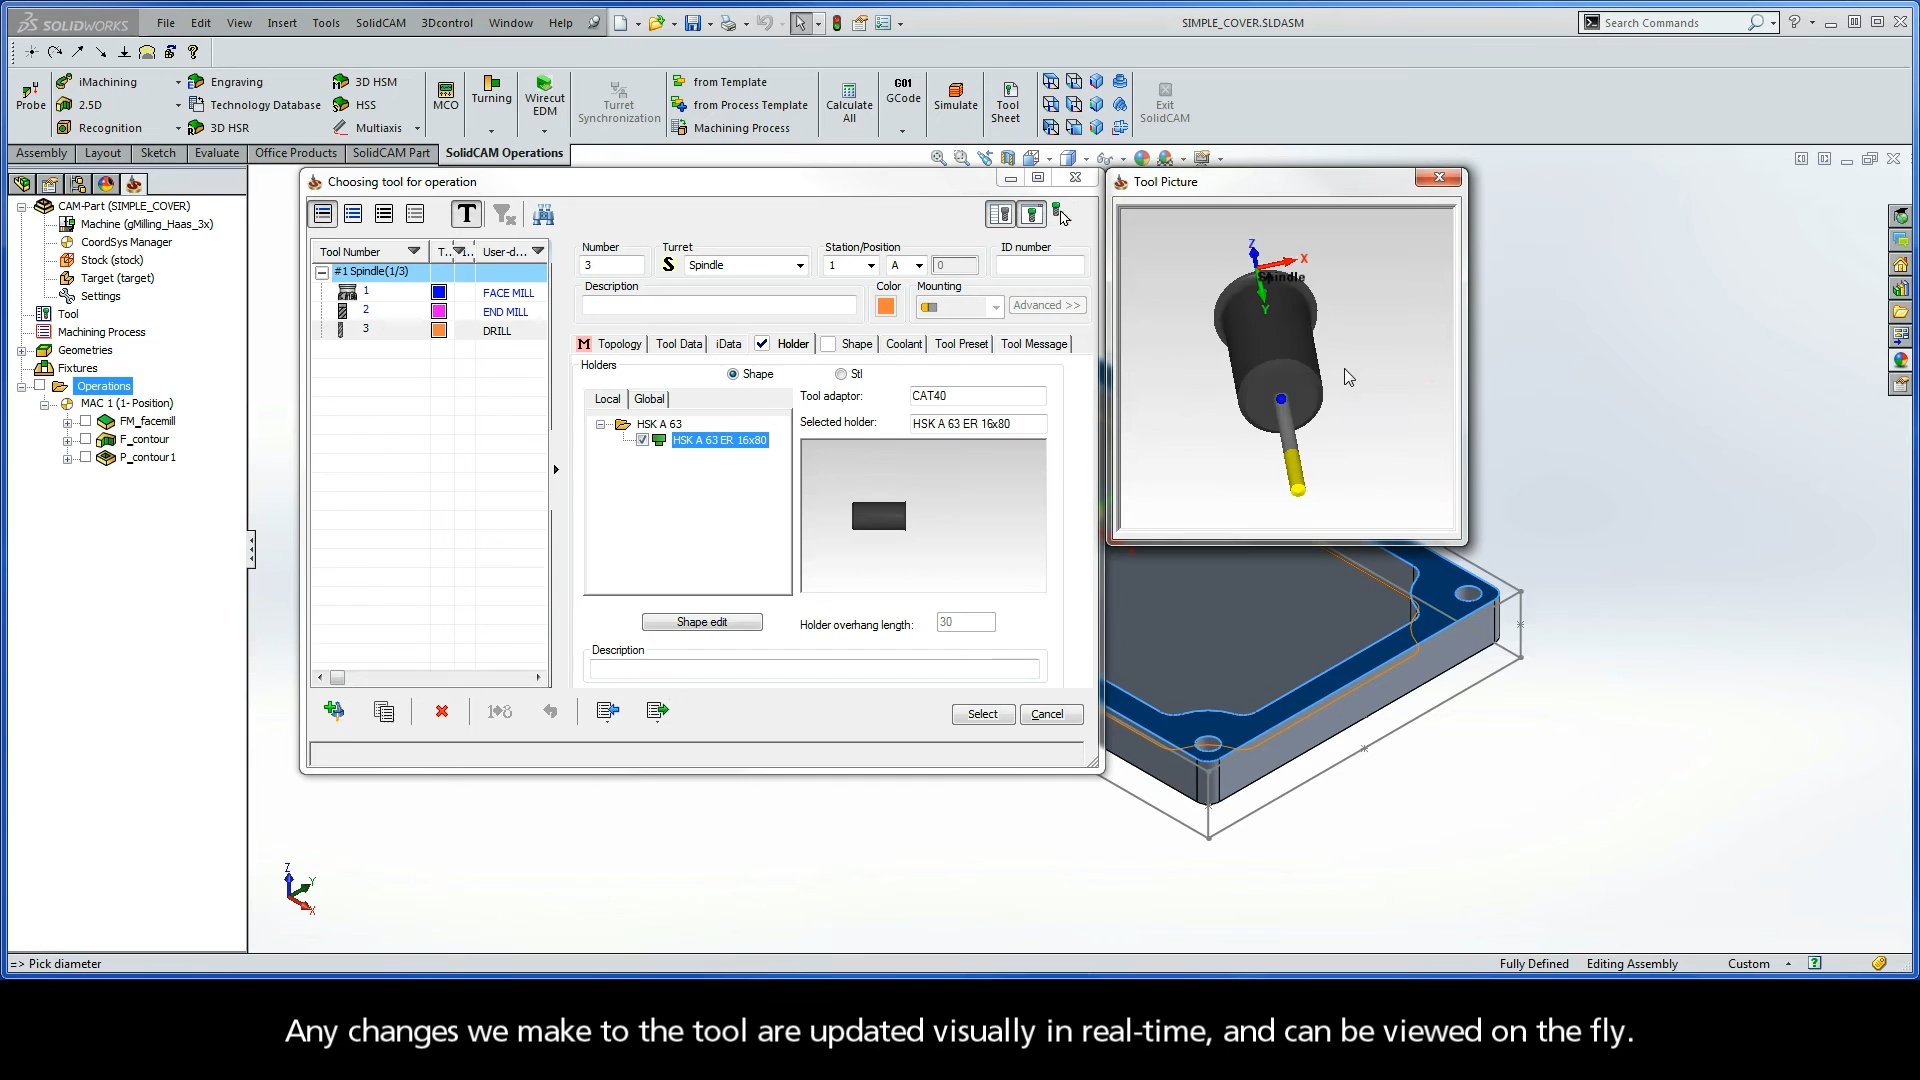 SOLIDWORKS File Edit View Insert Tools SolidCAM 3Dcontrol Window Help SIMPLE_COVER.SLDASM Search Commands
iMachining Engraving 3D HSM from Template
Probe 2.5D Technology Database HSS MCO Turning Wirecut EDM Turret Synchronization from Process Template Calculate All G01 GCode Simulate Tool Sheet Exit SolidCAM
Recognition 3D HSR Multiaxis Machining Process
Assembly Layout Sketch Evaluate Office Products SolidCAM Part SolidCAM Operations
CAM-Part (SIMPLE_COVER)
Machine (gMilling_Haas_3x)
CoordSys Manager
Stock (stock)
Target (target)
Settings
Tool
Machining Process
Geometries
Fixtures
Operations
MAC 1 (1- Position)
FM_facemill
F_contour
P_contour1
Choosing tool for operation
T
Tool Number T.. User-d...
#1 Spindle(1/3)
1 FACE MILL
2 END MILL
3 DRILL
Number Turret Station/Position ID number
3 S Spindle 1 A 0
Description Color Mounting
Advanced >>
M Topology Tool Data iData Holder Shape Coolant Tool Preset Tool Message
Holders
Shape Stl
Local Global Tool adaptor: CAT40
HSK A 63 Selected holder: HSK A 63 ER 16x80
HSK A 63 ER 16x80
Shape edit Holder overhang length: 30
Description
Select Cancel
Tool Picture
Z
X
Spindle
Y
Z
Y
X
=> Pick diameter Fully Defined Editing Assembly Custom
Any changes we make to the tool are updated visually in real-time, and can be viewed on the fly.